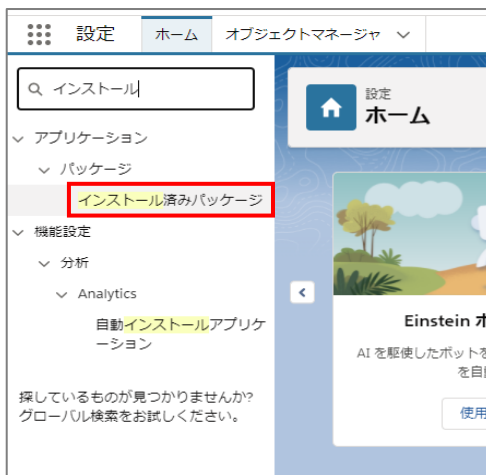 設定
ホーム
オブジェクトマネージャ
インストール
アプリケーション
パッケージ
インストール済みパッケージ
機能設定
分析
Analytics
自動インストールアプリケ
ーション
探しているものが見つかりませんか?
グローバル検索をお試しください。
設定
ホーム
Einstein
AI を駆使したボットを
を自
使用